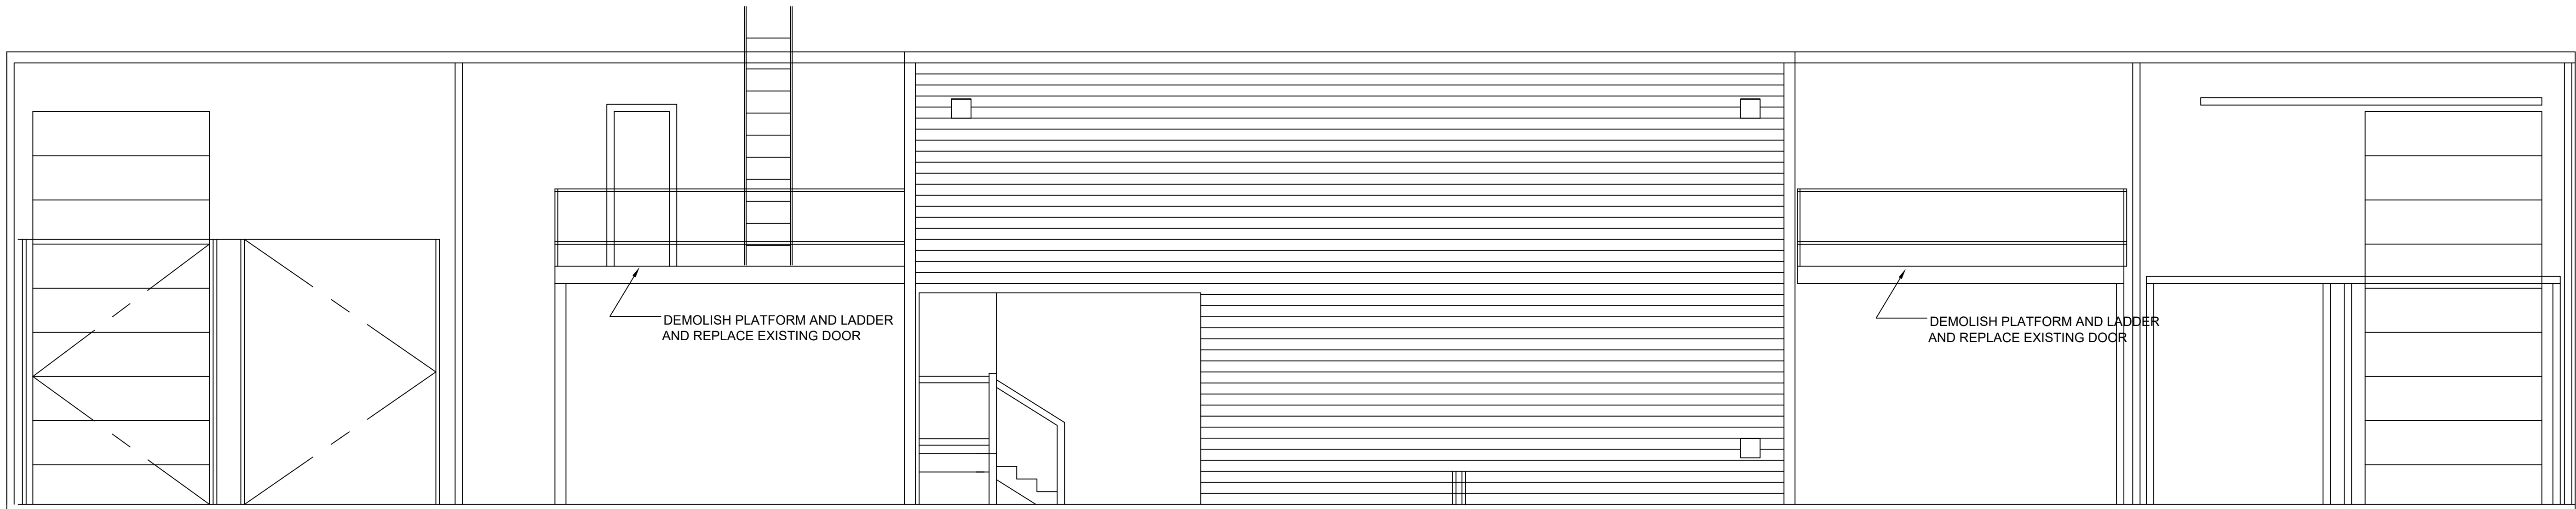 DEMOLISH PLATFORM AND LADDER
AND REPLACE EXISTING DOOR
DEMOLISH PLATFORM AND LADDER
AND REPLACE EXISTING DOOR